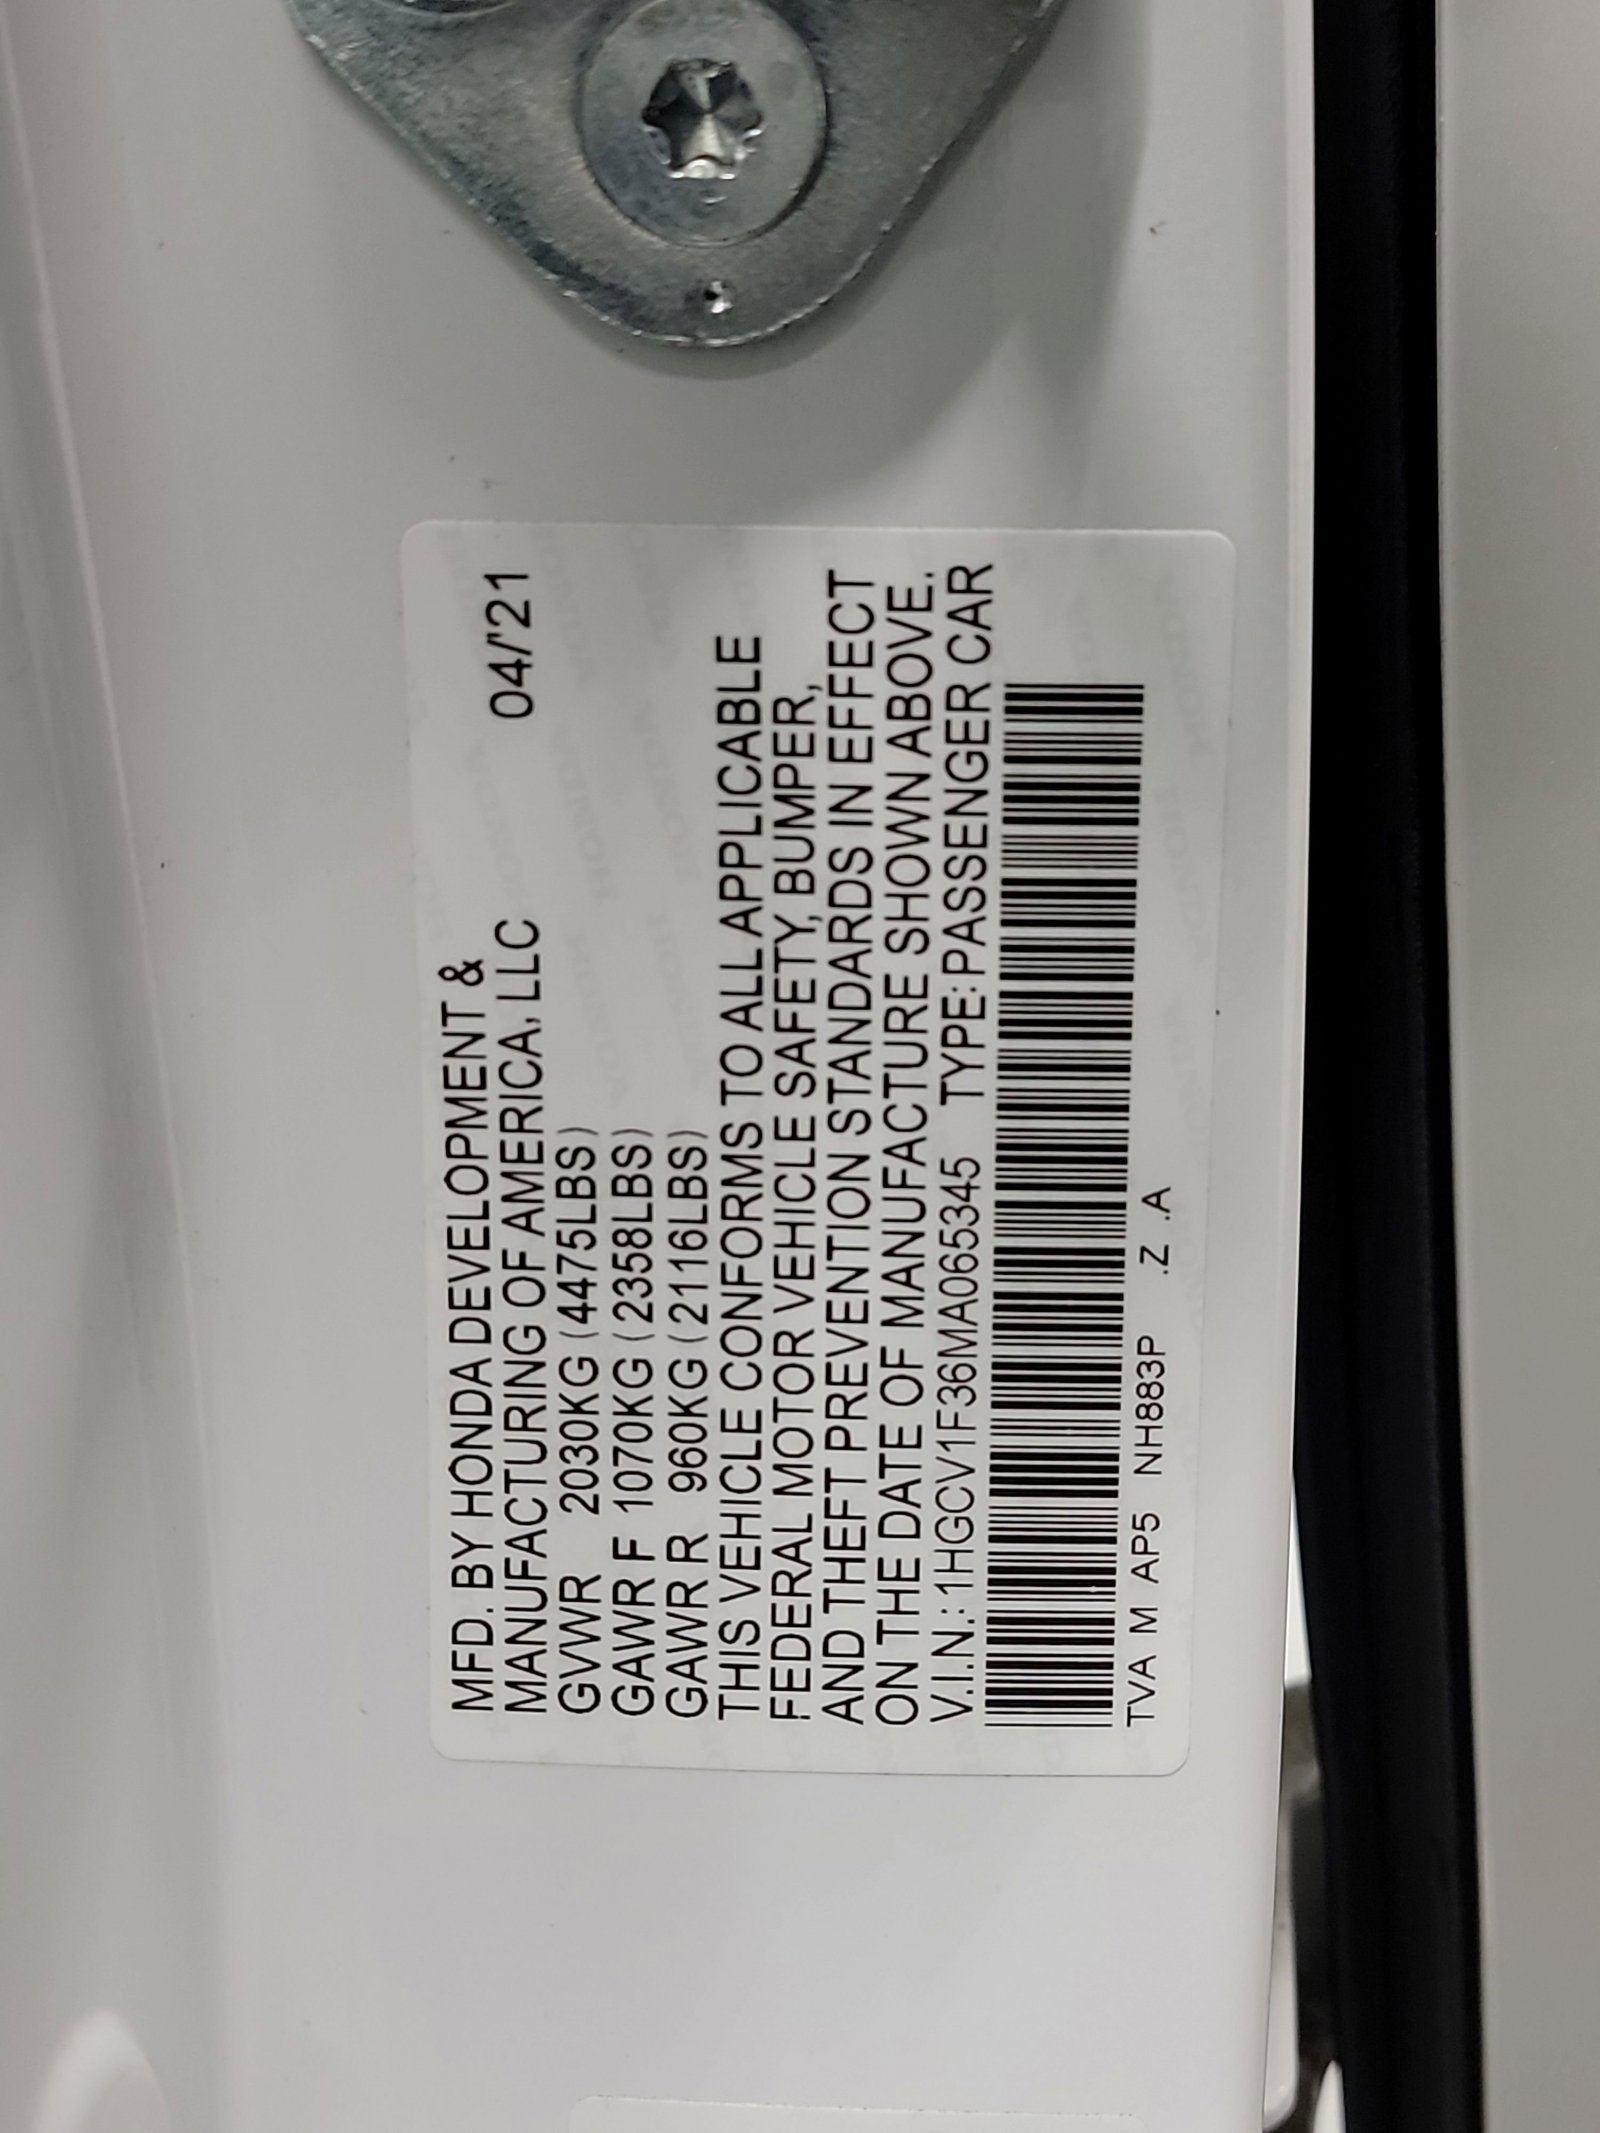 MFD. BY HONDA DEVELOPMENT &
MANUFACTURING OF AMERICA, LLC 04/'21
GVWR 2030KG (4475LBS)
GAWR F 1070KG (2358LBS)
GAWR R 960KG (2116LBS)
THIS VEHICLE CONFORMS TO ALL APPLICABLE
FEDERAL MOTOR VEHICLE SAFETY, BUMPER,
AND THEFT PREVENTION STANDARDS IN EFFECT
ON THE DATE OF MANUFACTURE SHOWN ABOVE.
V.I.N.: 1HGCV1F36MA065345 TYPE: PASSENGER CAR
TVA M AP5 NH883P .Z .A